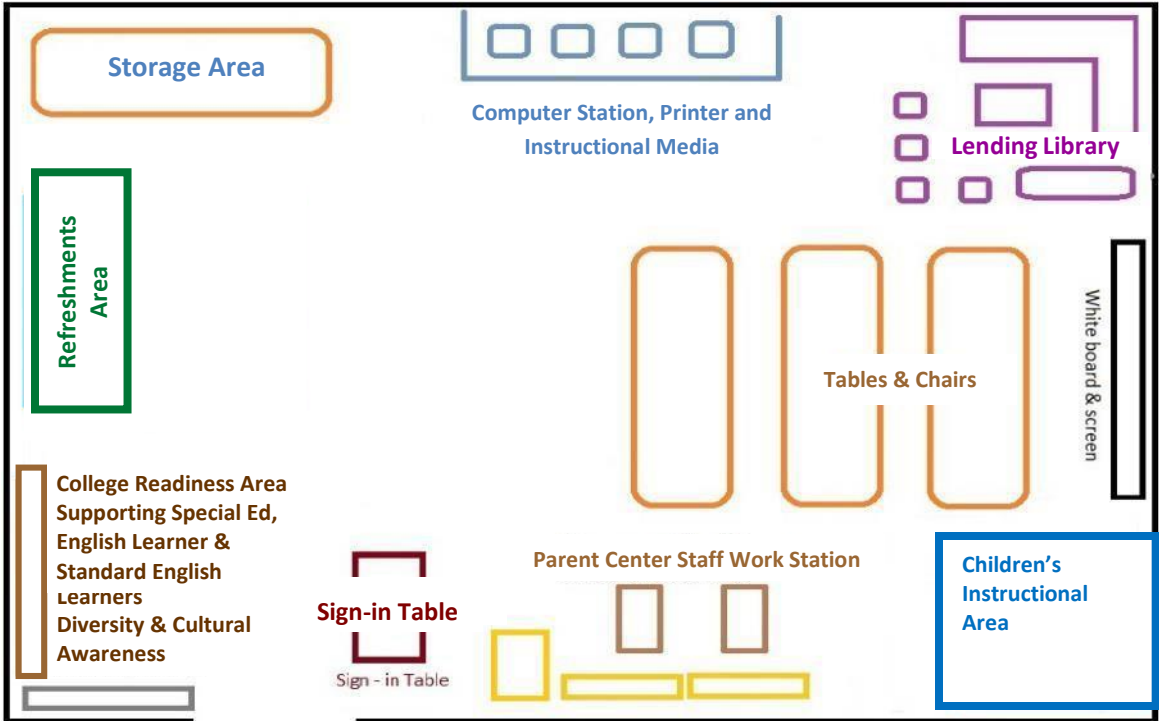 Storage Area
Computer Station, Printer and
Instructional Media
Lending Library
Refreshments
Area
White board & screen
Tables & Chairs
College Readiness Area
Supporting Special Ed,
English Learner &
Standard English
Learners
Diversity & Cultural
Awareness
Parent Center Staff Work Station
Children's
Instructional
Area
Sign-in Table
Sign - in Table